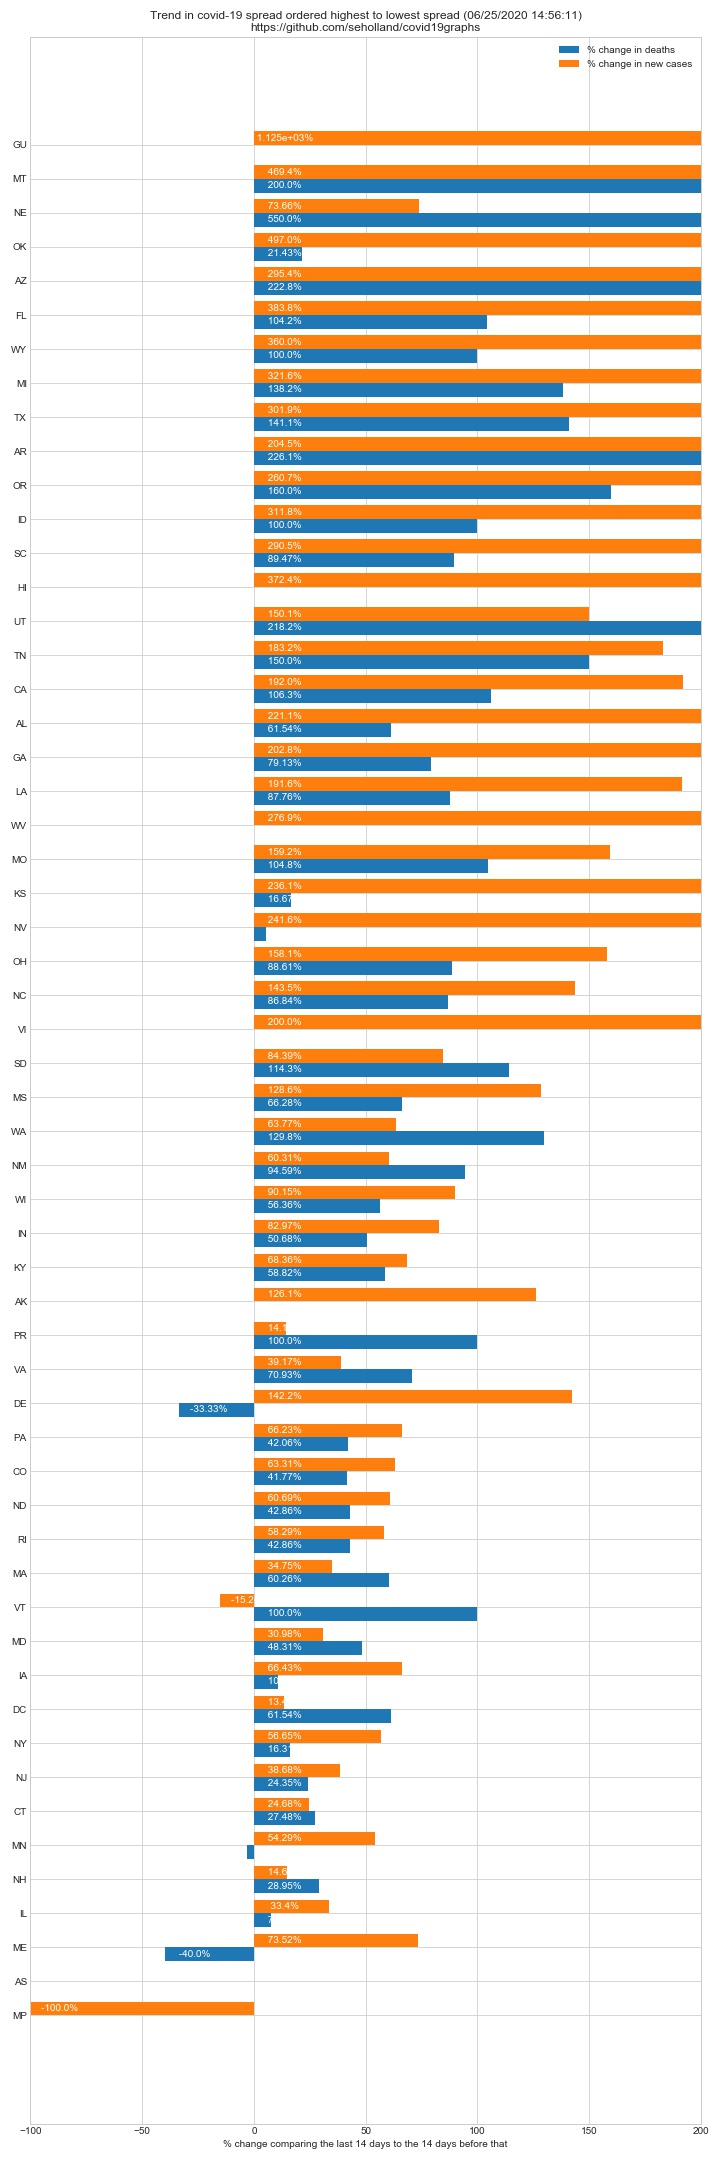 Trend in covid-19 spread ordered highest to lowest spread (06/25/2020 14:56:11)
https://github.com/seholland/covid19graphs
% change in deaths
% change in new cases
1.125e+03%
GU
469.4%
MT
200.0%
73.66%
NE
550.0%
497.0%
OK
21.43%
295.4%
AZ
222.8%
383.8%
FL
104.2%
360.0%
WY
100.0%
321.6%
MI
138.2%
301.9%
TX
141.1%
204.5%
AR
226.1%
260.7%
OR
160.0%
311.8%
ID
100.0%
290.5%
SC
89.47%
372.4%
HI
150.1%
UT
218.2%
183.2%
TN
150.0%
192.0%
CA
106.3%
221.1%
AL
61.54%
202.8%
GA
79.13%
191.6%
LA
87.76%
276.9%
WV
159.2%
MO
104.8%
236.1%
KS
16.67
241.6%
NV
158.1%
OH
88.61%
143.5%
NC
86.84%
200.0%
VI
84.39%
SD
114.3%
128.6%
MS
66.28%
63.77%
WA
129.8%
60.31%
NM
94.59%
90.15%
WI
56.36%
82.97%
IN
50.68%
68.36%
KY
58.82%
126.1%
AK
14.1
PR
100.0%
39.17%
VA
70.93%
142.2%
DE
-33.33%
66.23%
PA
42.06%
63.31%
CO
41.77%
60.69%
ND
42.86%
58.29%
RI
42.86%
34.75%
MA
60.26%
-15.2
VT
100.0%
30.98%
MD
48.31%
66.43%
IA
10
13.4
DC
61.54%
56.65%
NY
16.31
38.68%
NJ
24.35%
24.68%
CT
27.48%
54.29%
MN
14.6
NH
28.95%
33.4%
IL
73.52%
ME
-40.0%
AS
-100.0%
MP
−100 −50 0 50 100 150 200
% change comparing the last 14 days to the 14 days before that